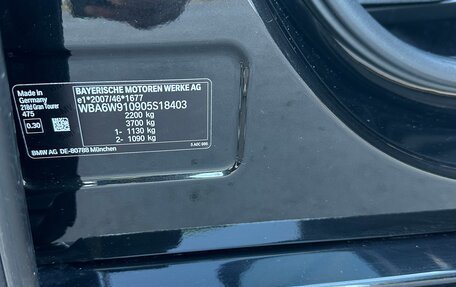 Made In
Germany
218d Gran Tourer
475
0.30
BAYERISCHE MOTOREN WERKE AG
e1*2007/46*1677
WBA6W910905S18403
2200 kg
3700 kg
1- 1130 kg
2- 1090 kg
BMW AG DE-80788 München